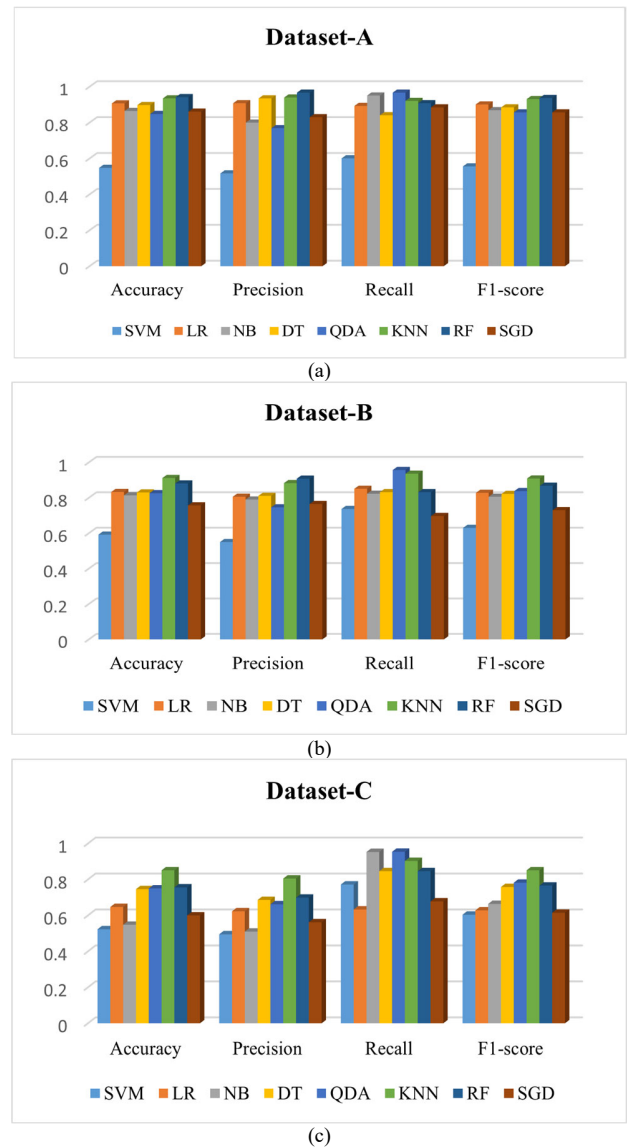 Dataset-A
1
0.8
0.6
0.4
0.2
0
Accuracy Precision Recall F1-score
SVM LR NB DT QDA KNN RF SGD
(a)
Dataset-B
1
0.8
0.6
0.4
0.2
0
Accuracy Precision Recall F1-score
SVM LR NB DT QDA KNN RF SGD
(b)
Dataset-C
1
0.8
0.6
0.4
0.2
0
Accuracy Precision Recall F1-score
SVM LR NB DT QDA KNN RF SGD
(c)